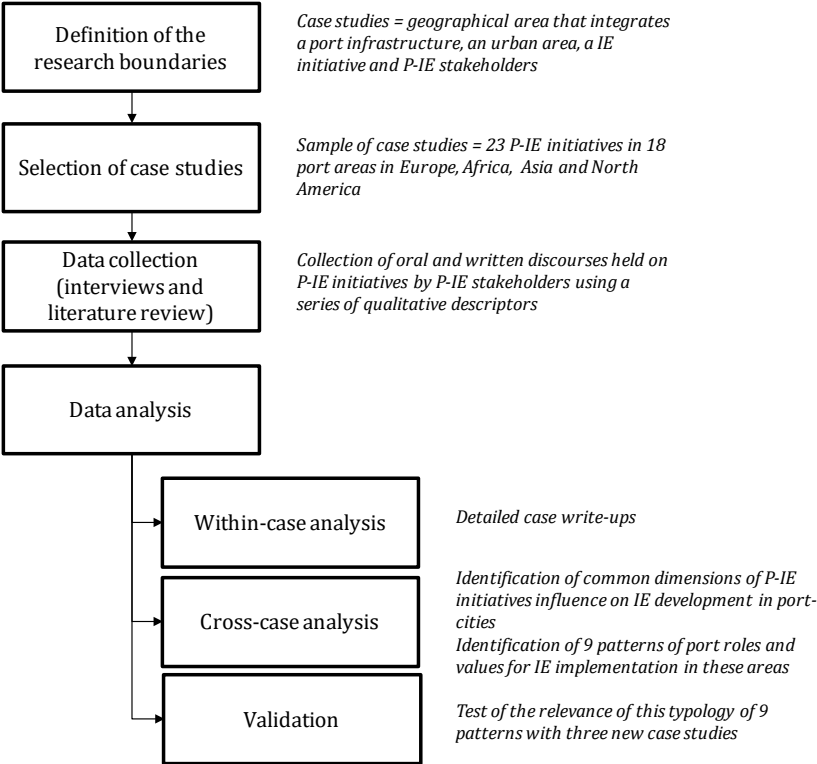 Definition of the
research boundaries
Case studies = geographical area that integrates
a port infrastructure, an urban area, a IE
initiative and P-IE stakeholders
Selection of case studies
Sample of case studies = 23 P-IE initiatives in 18
port areas in Europe, Africa, Asia and North
America
Data collection
(interviews and
literature review)
Collection of oral and written discourses held on
P-IE initiatives by P-IE stakeholders using a
series of qualitative descriptors
Data analysis
Within-case analysis
Detailed case write-ups
Cross-case analysis
Identification of common dimensions of P-IE
initiatives influence on IE development in port-
cities
Identification of 9 patterns of port roles and
values for IE implementation in these areas
Validation
Test of the relevance of this typology of 9
patterns with three new case studies